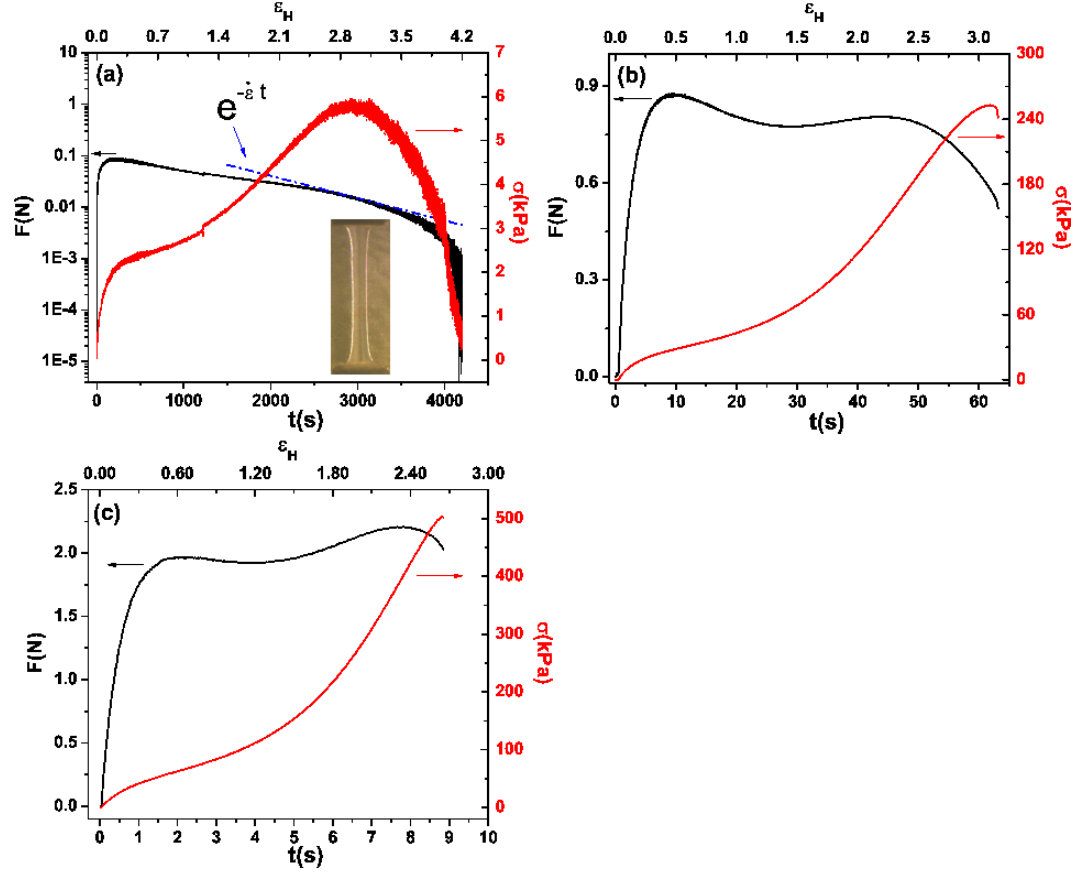 ε_H
0.0 0.7 1.4 2.1 2.8 3.5 4.2
(a)
e^{-ε̇ t}
10
1
0.1
0.01
1E-3
1E-4
1E-5
F(N)
7
6
5
4
3
2
1
0
σ(kPa)
0 1000 2000 3000 4000
t(s)
ε_H
0.0 0.5 1.0 1.5 2.0 2.5 3.0
(b)
0.9
0.6
0.3
0.0
F(N)
300
240
180
120
60
0
σ(kPa)
0 10 20 30 40 50 60
t(s)
ε_H
0.00 0.60 1.20 1.80 2.40 3.00
(c)
2.5
2.0
1.5
1.0
0.5
0.0
F(N)
500
400
300
200
100
0
σ(kPa)
0 1 2 3 4 5 6 7 8 9 10
t(s)